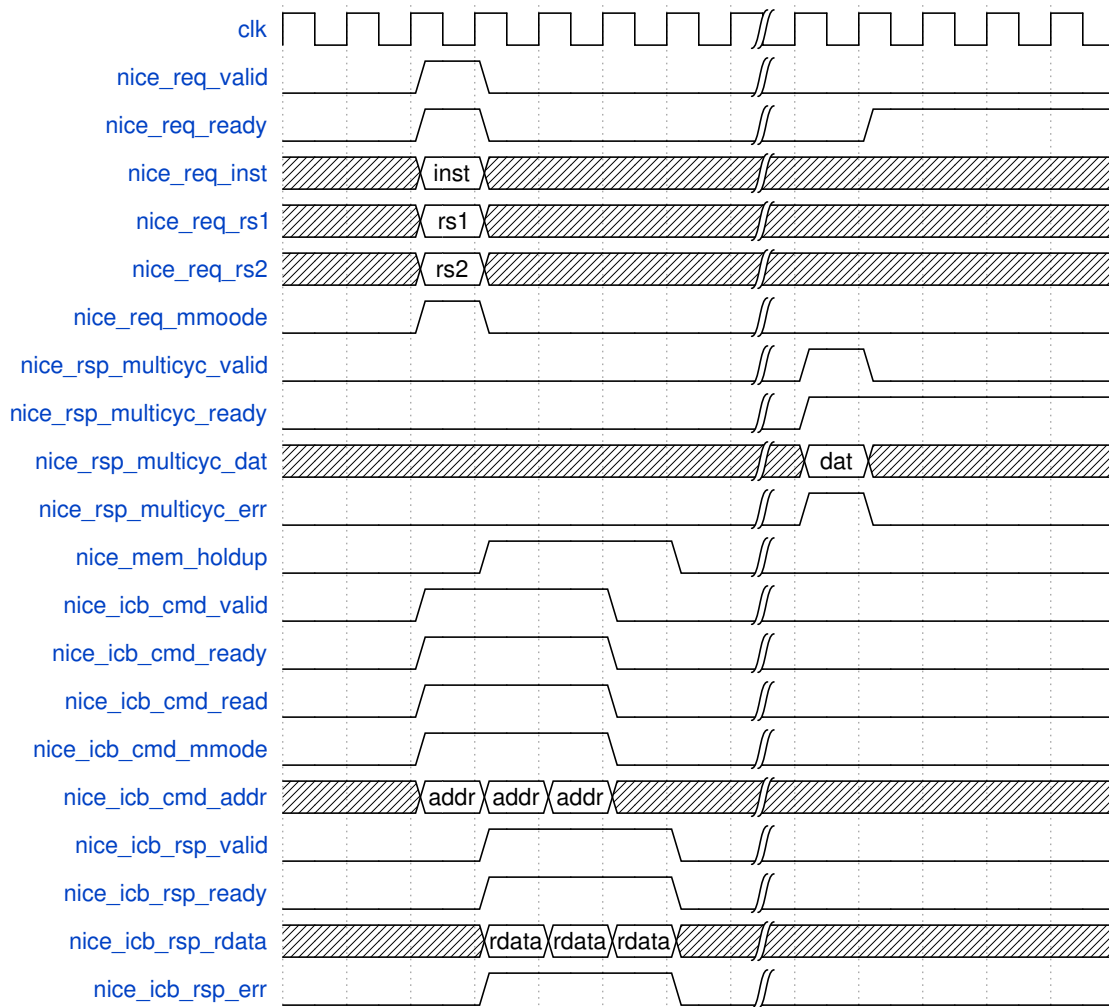 clk
nice_req_valid
nice_req_ready
nice_req_inst inst
nice_req_rs1 rs1
nice_req_rs2 rs2
nice_req_mmoode
nice_rsp_multicyc_valid
nice_rsp_multicyc_ready
nice_rsp_multicyc_dat dat
nice_rsp_multicyc_err
nice_mem_holdup
nice_icb_cmd_valid
nice_icb_cmd_ready
nice_icb_cmd_read
nice_icb_cmd_mmode
nice_icb_cmd_addr addr addr addr
nice_icb_rsp_valid
nice_icb_rsp_ready
nice_icb_rsp_rdata rdata rdata rdata
nice_icb_rsp_err